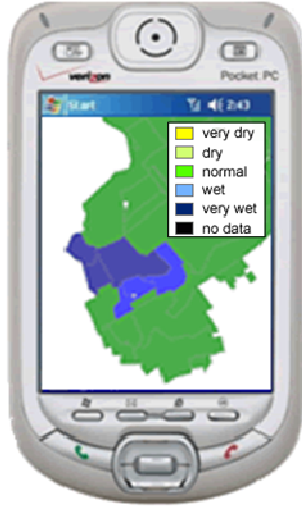 verizon
Pocket PC
Start 2:43
very dry
dry
normal
wet
very wet
no data